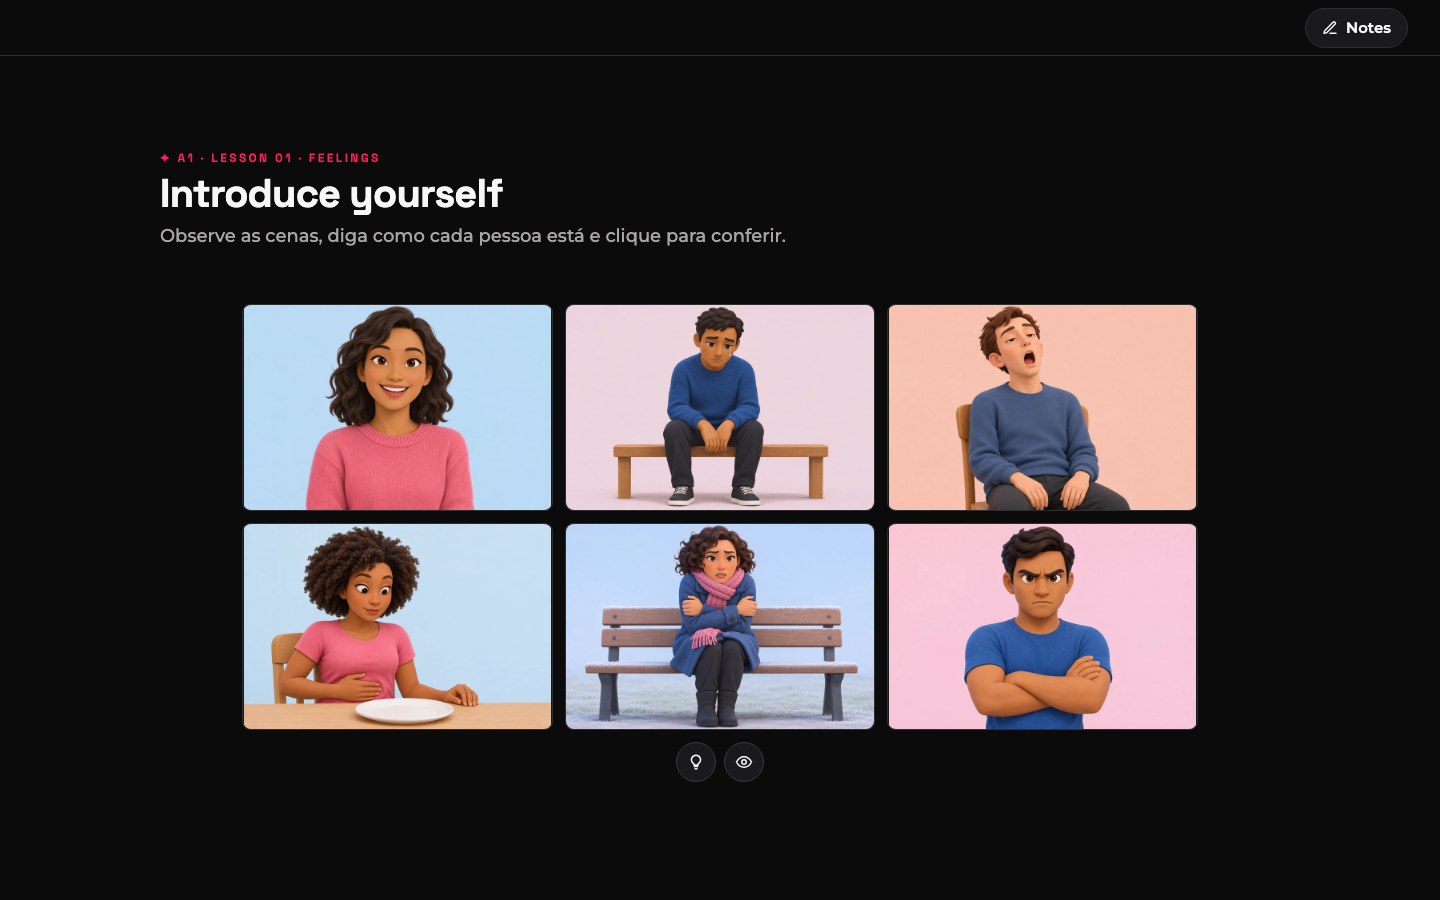 Notes
✦ A1 · LESSON 01 · FEELINGS
Introduce yourself
Observe as cenas, diga como cada pessoa está e clique para conferir.